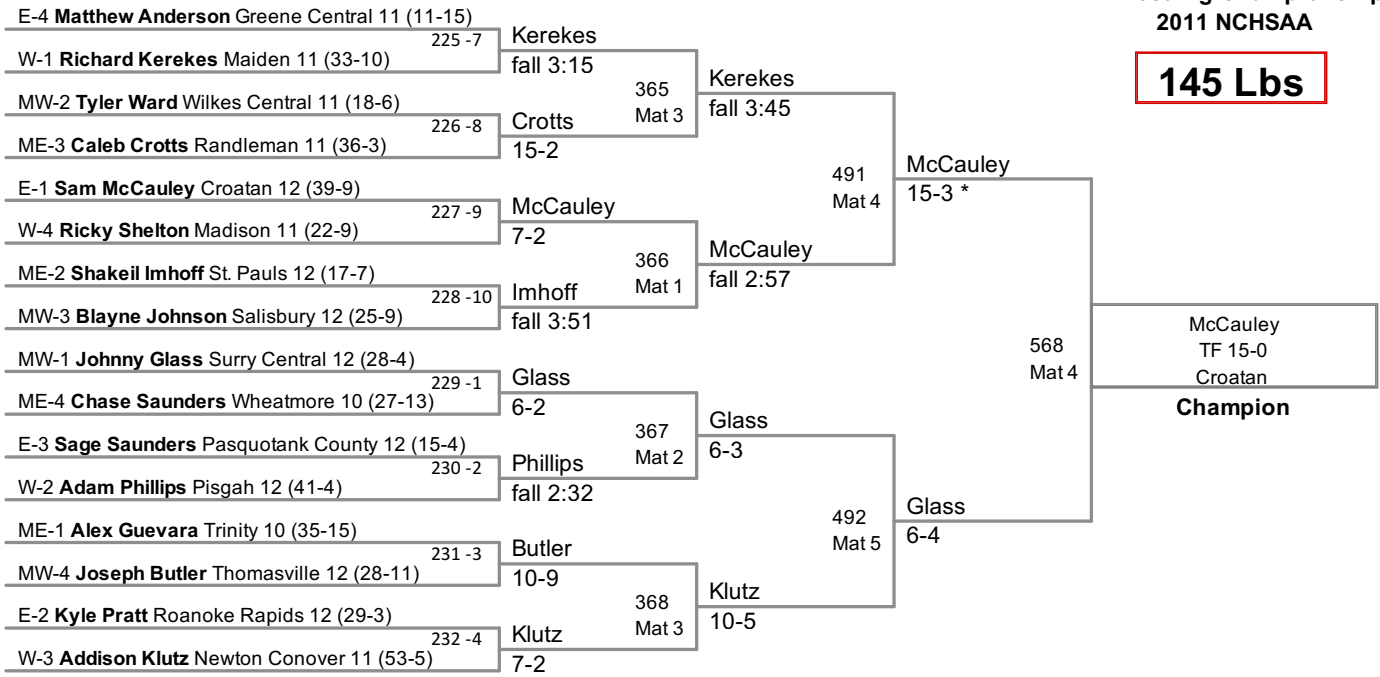 2011 NCHSAA
145 Lbs
E-4 Matthew Anderson Greene Central 11 (11-15)
225 -7
W-1 Richard Kerekes Maiden 11 (33-10)
MW-2 Tyler Ward Wilkes Central 11 (18-6)
226 -8
ME-3 Caleb Crotts Randleman 11 (36-3)
E-1 Sam McCauley Croatan 12 (39-9)
227 -9
W-4 Ricky Shelton Madison 11 (22-9)
ME-2 Shakeil Imhoff St. Pauls 12 (17-7)
228 -10
MW-3 Blayne Johnson Salisbury 12 (25-9)
MW-1 Johnny Glass Surry Central 12 (28-4)
229 -1
ME-4 Chase Saunders Wheatmore 10 (27-13)
E-3 Sage Saunders Pasquotank County 12 (15-4)
230 -2
W-2 Adam Phillips Pisgah 12 (41-4)
ME-1 Alex Guevara Trinity 10 (35-15)
231 -3
MW-4 Joseph Butler Thomasville 12 (28-11)
E-2 Kyle Pratt Roanoke Rapids 12 (29-3)
232 -4
W-3 Addison Klutz Newton Conover 11 (53-5)
Kerekes
fall 3:15
365
Mat 3
Crotts
15-2
McCauley
7-2
366
Mat 1
Imhoff
fall 3:51
Glass
6-2
367
Mat 2
Phillips
fall 2:32
Butler
10-9
368
Mat 3
Klutz
7-2
Kerekes
fall 3:45
491
Mat 4
McCauley
fall 2:57
Glass
6-3
492
Mat 5
Klutz
10-5
McCauley
15-3 *
568
Mat 4
Glass
6-4
McCauley
TF 15-0
Croatan
Champion